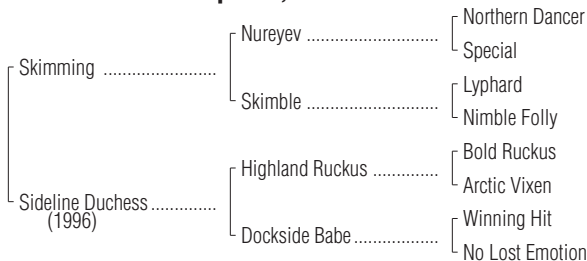 Northern Dancer
Nureyev ................................
Special
Skimming .......................
Lyphard
Skimble ................................
Nimble Folly
Bold Ruckus
Highland Ruckus ...................
Arctic Vixen
Sideline Duchess ................
(1996)
Winning Hit
Dockside Babe .....................
No Lost Emotion